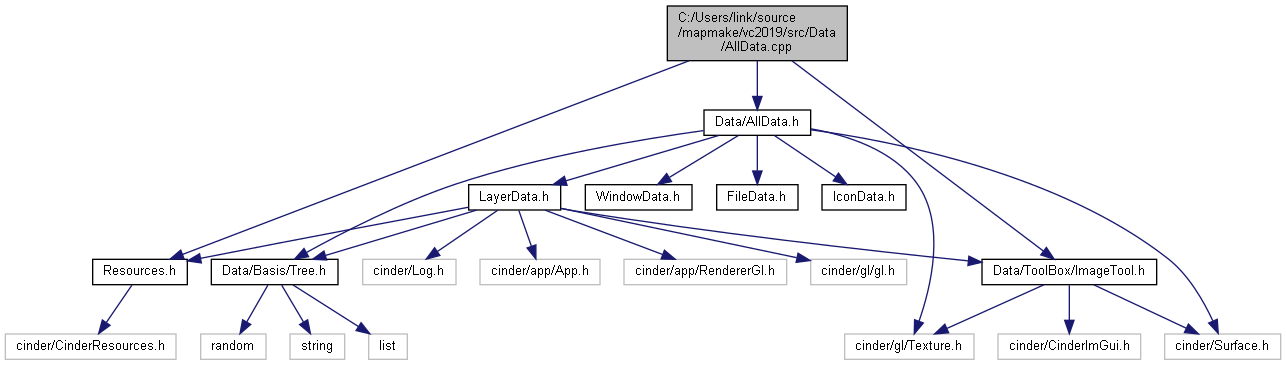 C:/Users/link/source
/mapmake/vc2019/src/Data
/AllData.cpp
Data/AllData.h
LayerData.h
WindowData.h
FileData.h
IconData.h
Resources.h
Data/Basis/Tree.h
cinder/Log.h
cinder/app/App.h
cinder/app/RendererGl.h
cinder/gl/gl.h
Data/ToolBox/ImageTool.h
cinder/CinderResources.h
random
string
list
cinder/gl/Texture.h
cinder/CinderImGui.h
cinder/Surface.h